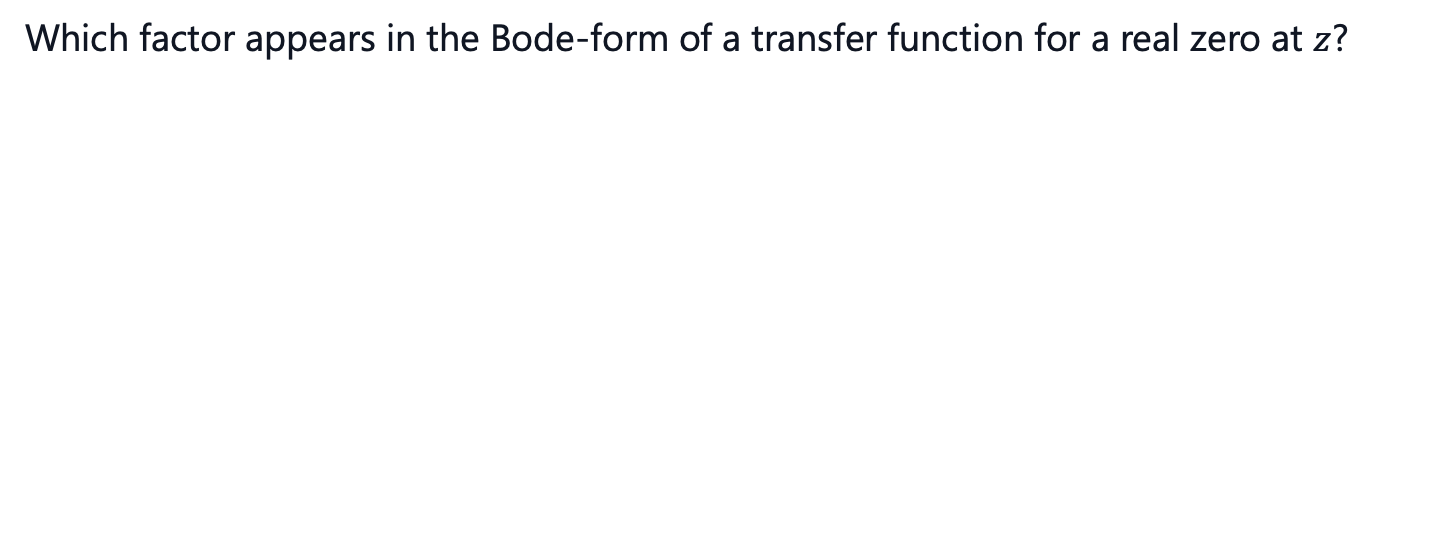 Which factor appears in the Bode-form of a transfer function for a real zero at z?